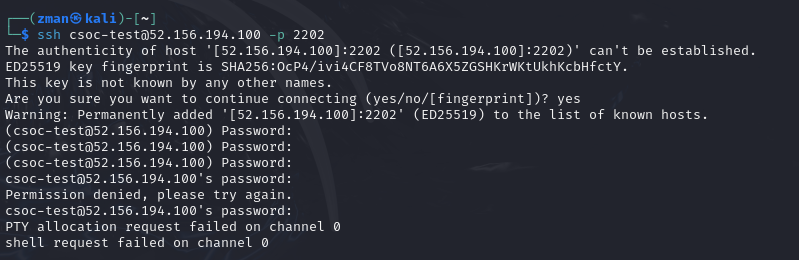 ┌──(zman㉿kali)-[~]
└─$ ssh csoc-test@52.156.194.100 -p 2202
The authenticity of host '[52.156.194.100]:2202 ([52.156.194.100]:2202)' can't be established.
ED25519 key fingerprint is SHA256:OcP4/ivi4CF8TVo8NT6A6X5ZGSHKrWKtUkhKcbHfctY.
This key is not known by any other names.
Are you sure you want to continue connecting (yes/no/[fingerprint])? yes
Warning: Permanently added '[52.156.194.100]:2202' (ED25519) to the list of known hosts.
(csoc-test@52.156.194.100) Password:
(csoc-test@52.156.194.100) Password:
(csoc-test@52.156.194.100) Password:
csoc-test@52.156.194.100's password:
Permission denied, please try again.
csoc-test@52.156.194.100's password:
PTY allocation request failed on channel 0
shell request failed on channel 0